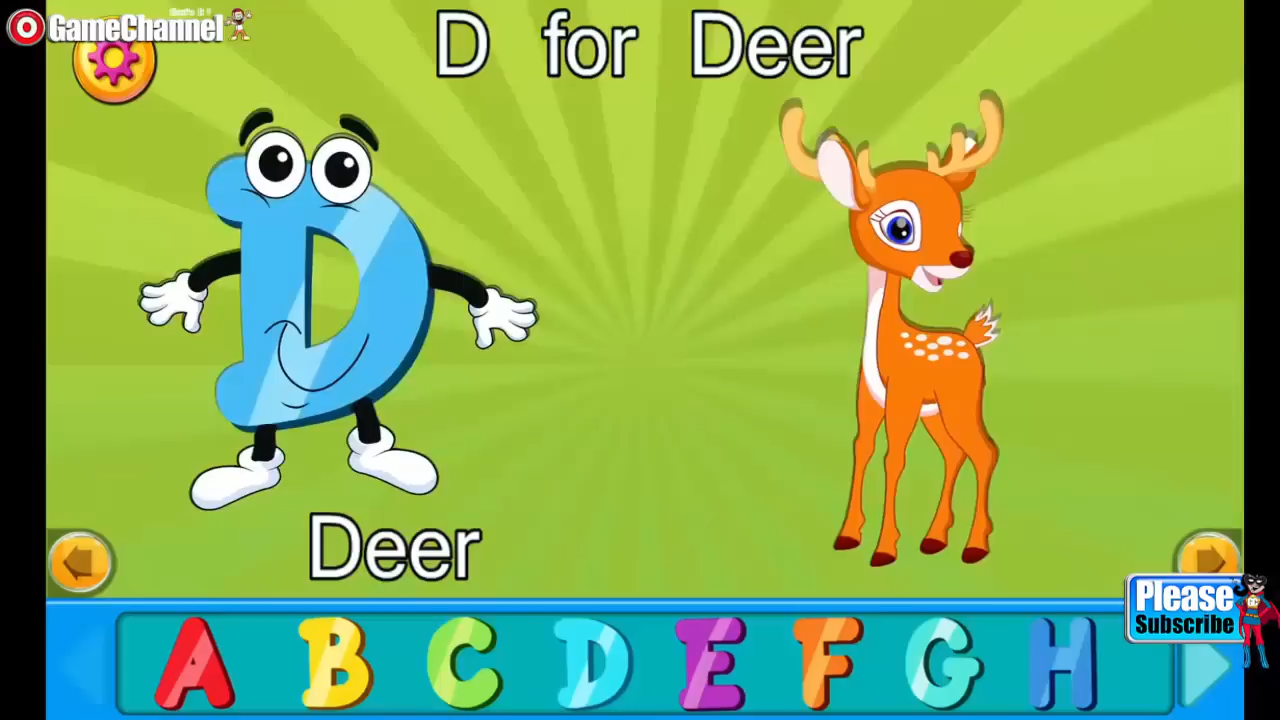 GameChannel
D for Deer
D
Deer
Please
Subscribe
A B C D E F G H